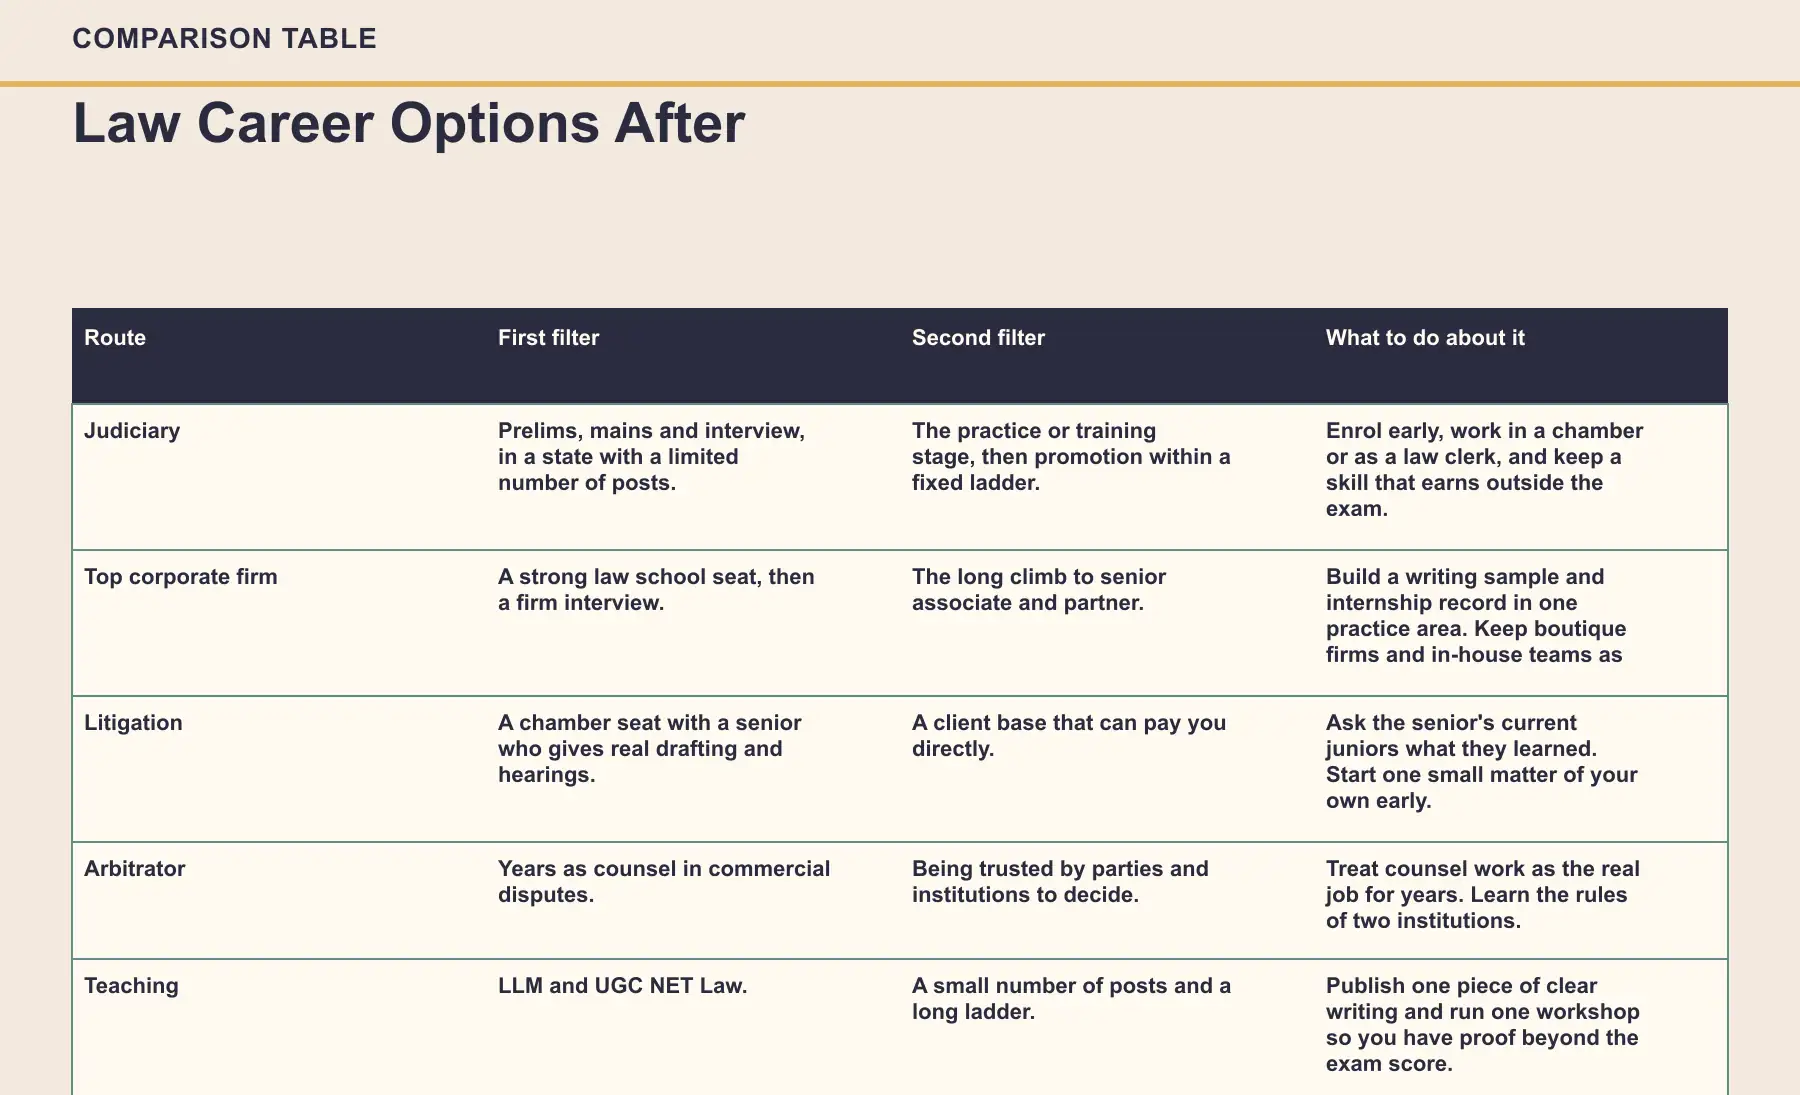 COMPARISON TABLE
Law Career Options After
Route
First filter
Second filter
What to do about it
Judiciary
Prelims, mains and interview,
in a state with a limited
number of posts.
The practice or training
stage, then promotion within a
fixed ladder.
Enrol early, work in a chamber
or as a law clerk, and keep a
skill that earns outside the
exam.
Top corporate firm
A strong law school seat, then
a firm interview.
The long climb to senior
associate and partner.
Build a writing sample and
internship record in one
practice area. Keep boutique
firms and in-house teams as
Litigation
A chamber seat with a senior
who gives real drafting and
hearings.
A client base that can pay you
directly.
Ask the senior's current
juniors what they learned.
Start one small matter of your
own early.
Arbitrator
Years as counsel in commercial
disputes.
Being trusted by parties and
institutions to decide.
Treat counsel work as the real
job for years. Learn the rules
of two institutions.
Teaching
LLM and UGC NET Law.
A small number of posts and a
long ladder.
Publish one piece of clear
writing and run one workshop
so you have proof beyond the
exam score.